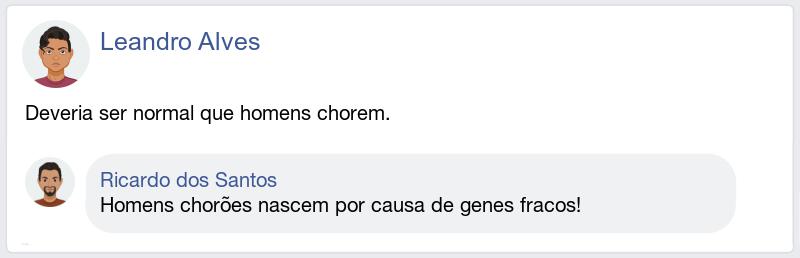 Leandro Alves
Deveria ser normal que homens chorem.
Ricardo dos Santos
Homens chorões nascem por causa de genes fracos!